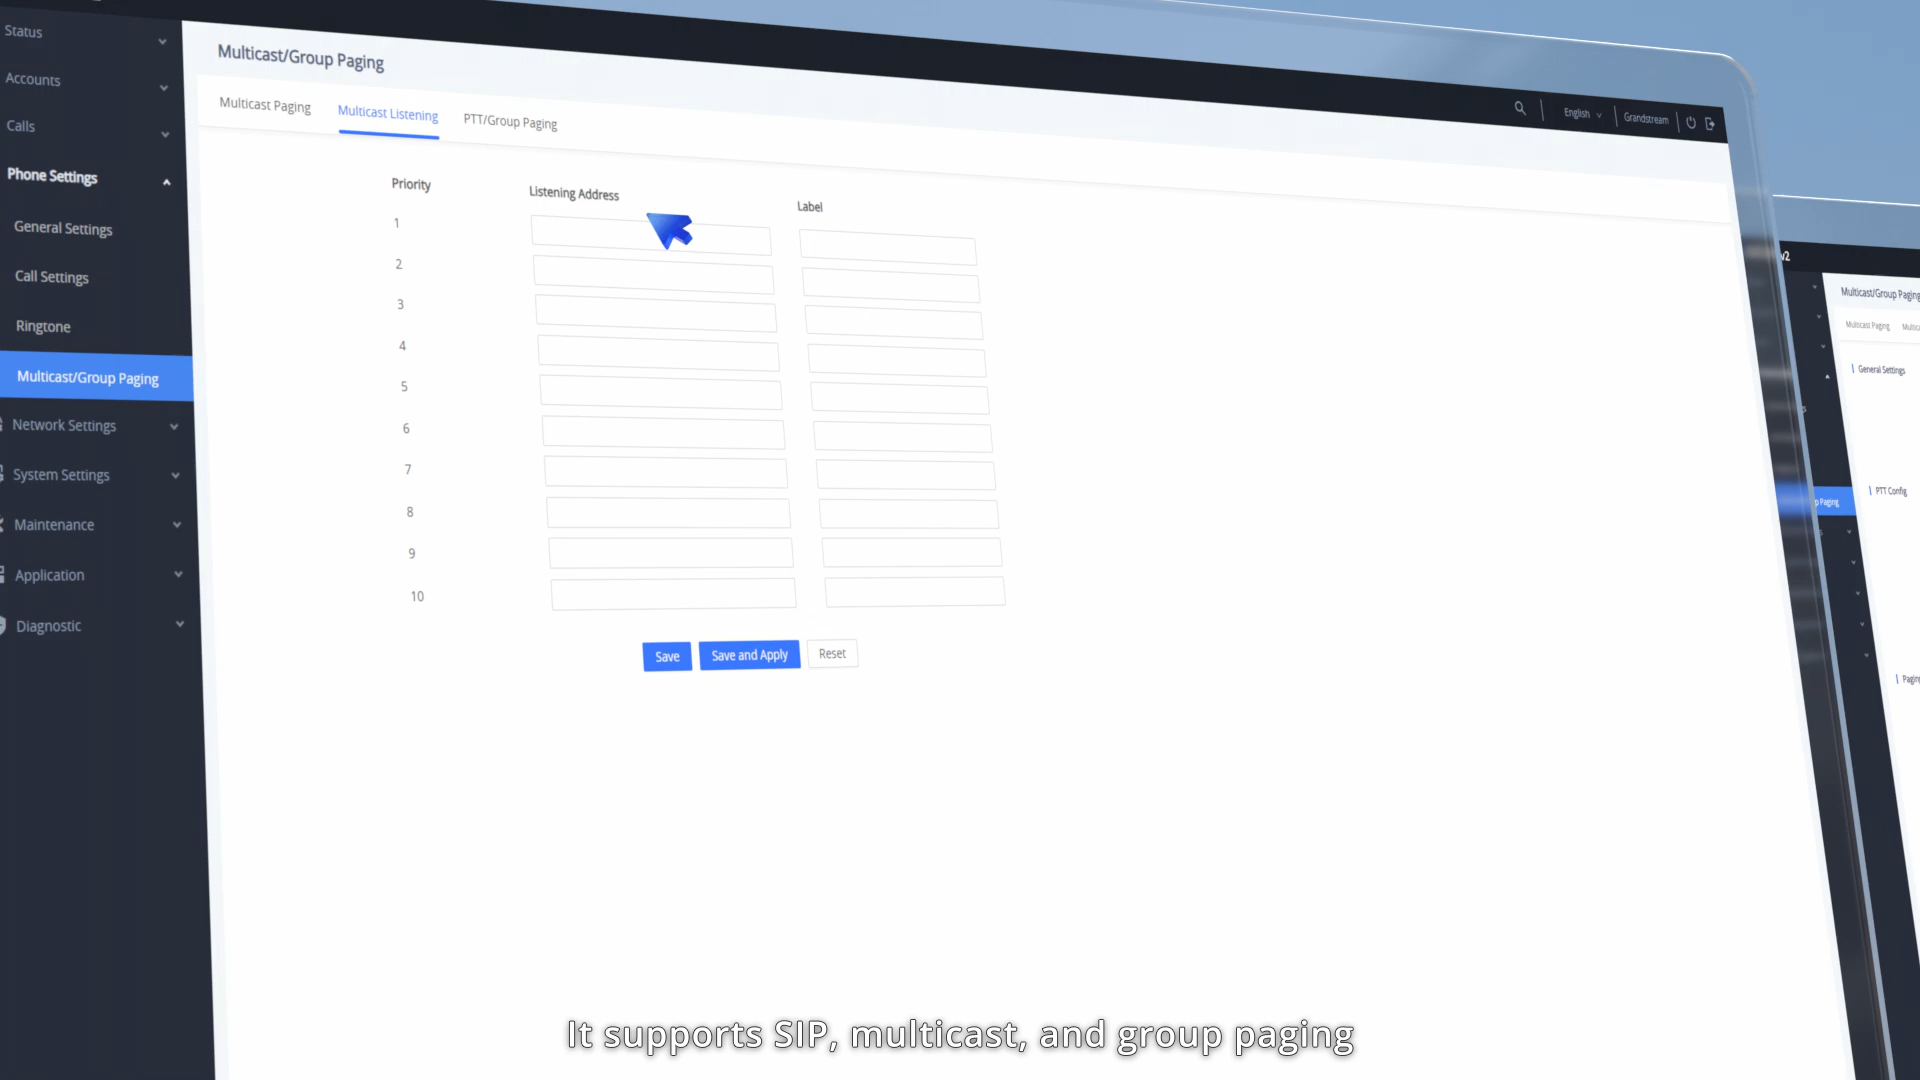 Status
Accounts
Calls
Phone Settings
General Settings
Call Settings
Ringtone
Multicast/Group Paging
Network Settings
System Settings
Maintenance
Application
Diagnostic
English
Grandstream
Multicast/Group Paging
Multicast Paging
Multicast Listening
PTT/Group Paging
Priority
Listening Address
Label
1
2
3
4
5
6
7
8
9
10
Save
Save and Apply
Reset
v2
Multicast/Group Paging
Multicast Paging
General Settings
PTT Config
Paging
It supports SIP, multicast, and group paging